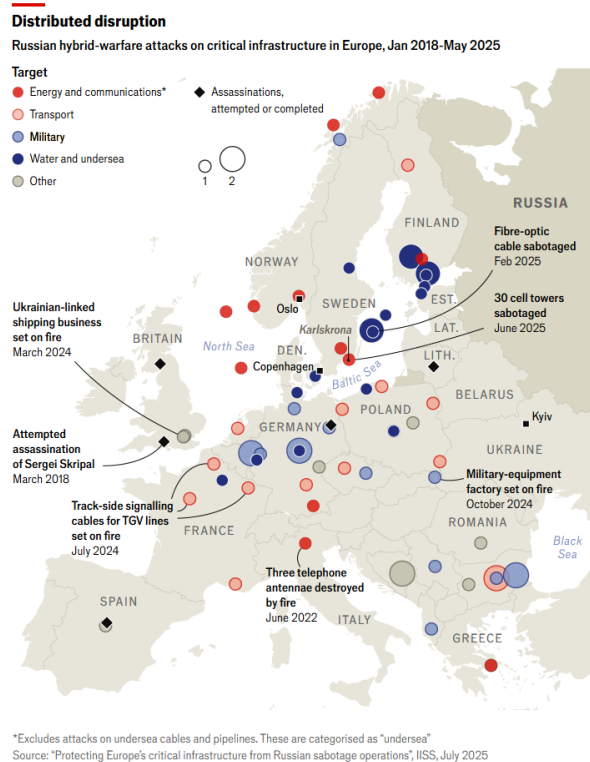 Distributed disruption
Russian hybrid-warfare attacks on critical infrastructure in Europe, Jan 2018-May 2025
Target
Energy and communications*
Transport
Military
Water and undersea
Other
Assassinations,
attempted or completed
1
2
RUSSIA
FINLAND
NORWAY
SWEDEN
Oslo
EST.
LAT.
LITH.
Karlskrona
North Sea
DEN.
Copenhagen
Baltic Sea
BRITAIN
BELARUS
POLAND
GERMANY
Kyiv
UKRAINE
FRANCE
ROMANIA
Black
Sea
SPAIN
ITALY
GREECE
Fibre-optic
cable sabotaged
Feb 2025
30 cell towers
sabotaged
June 2025
Ukrainian-linked
shipping business
set on fire
March 2024
Attempted
assassination
of Sergei Skripal
March 2018
Military-equipment
factory set on fire
October 2024
Track-side signalling
cables for TGV lines
set on fire
July 2024
Three telephone
antennae destroyed
by fire
June 2022
*Excludes attacks on undersea cables and pipelines. These are categorised as “undersea”
Source: “Protecting Europe’s critical infrastructure from Russian sabotage operations”, IISS, July 2025